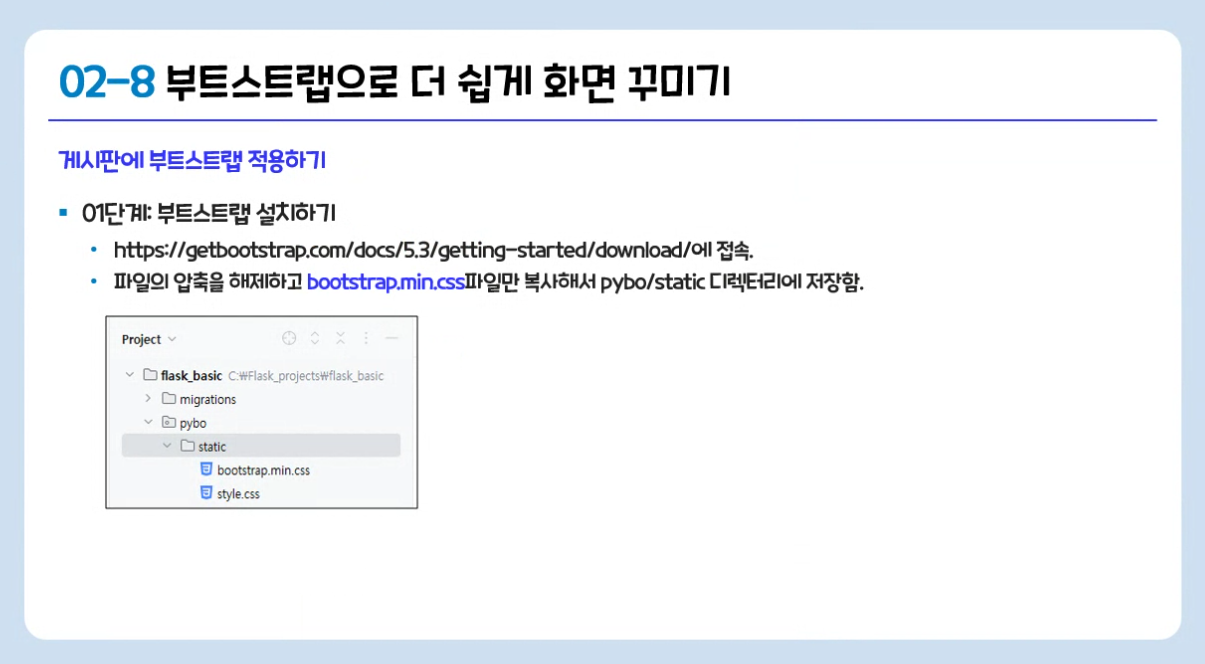 02-8 부트스트랩으로 더 쉽게 화면 꾸미기
게시판에 부트스트랩 적용하기
01단계: 부트스트랩 설치하기
https://getbootstrap.com/docs/5.3/getting-started/download/에 접속.
파일의 압축을 해제하고 bootstrap.min.css파일만 복사해서 pybo/static 디렉터리에 저장함.
Project
flask_basic C:₩Flask_projects₩flask_basic
migrations
pybo
static
bootstrap.min.css
style.css